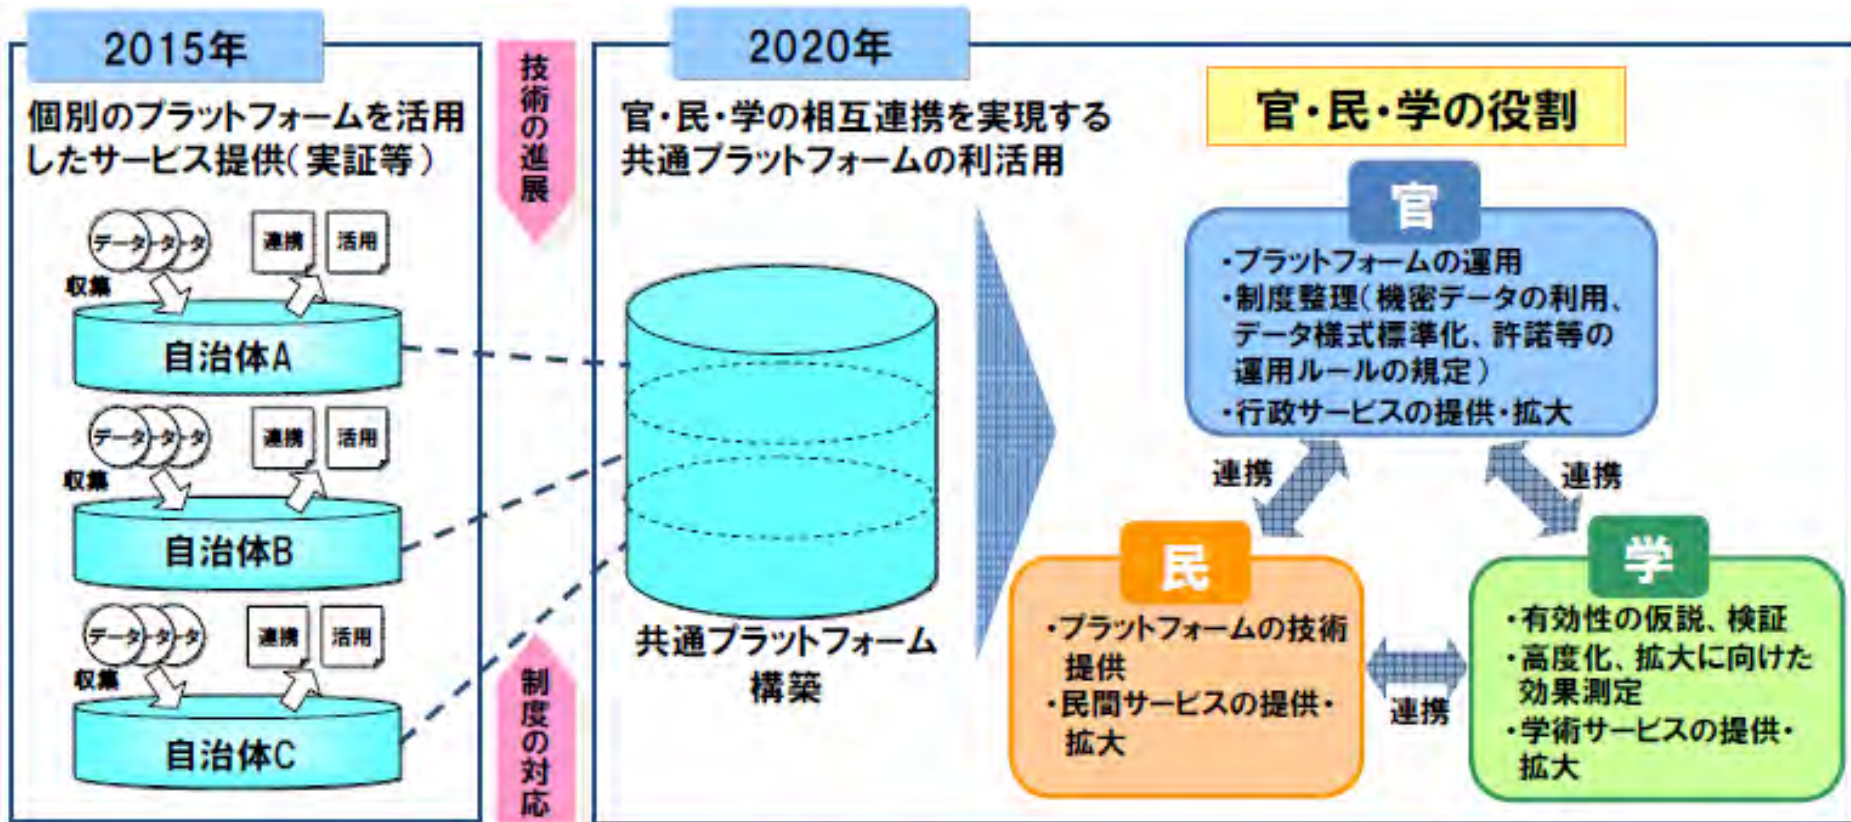 2015年
個別のプラットフォームを活用
したサービス提供(実証等)
データ
ータ
ータ
連携
活用
収集
自治体A
データ
ータ
ータ
連携
活用
収集
自治体B
データ
ータ
ータ
連携
活用
収集
自治体C
技術の進展
制度の対応
2020年
官・民・学の相互連携を実現する
共通プラットフォームの利活用
共通プラットフォーム
構築
官・民・学の役割
官
・プラットフォームの運用
・制度整理(機密データの利用、
データ様式標準化、許諾等の
運用ルールの規定)
・行政サービスの提供・拡大
連携
連携
民
・プラットフォームの技術
提供
・民間サービスの提供・
拡大
連携
学
・有効性の仮説、検証
・高度化、拡大に向けた
効果測定
・学術サービスの提供・
拡大